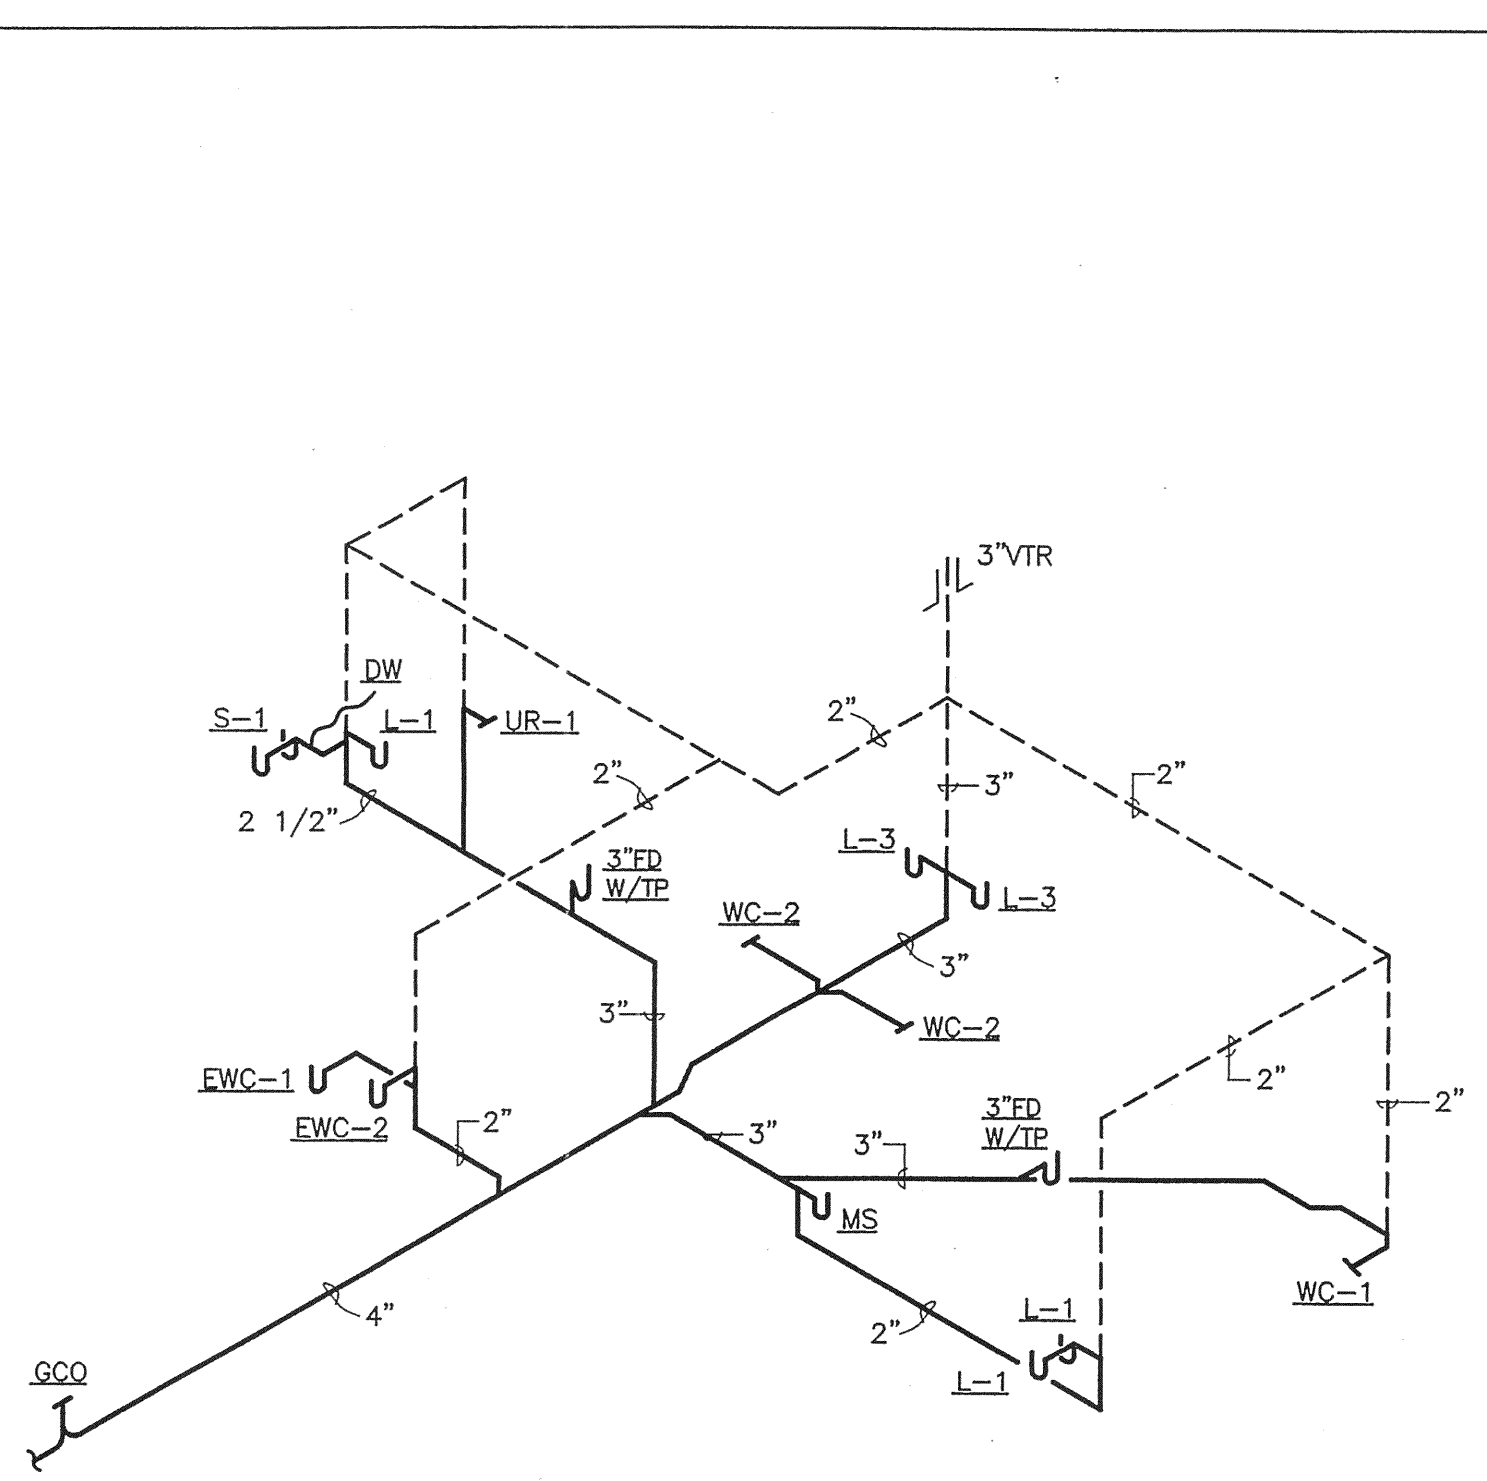 3"VTR
DW
S-1
L-1
UR-1
2"
2"
2"
3"
2 1/2"
L-3
3"FD
W/TP
L-3
WC-2
3"
3"
WC-2
EWC-1
EWC-2
2"
3"
3"
3"FD
W/TP
2"
2"
MS
WC-1
4"
2"
L-1
L-1
GCO